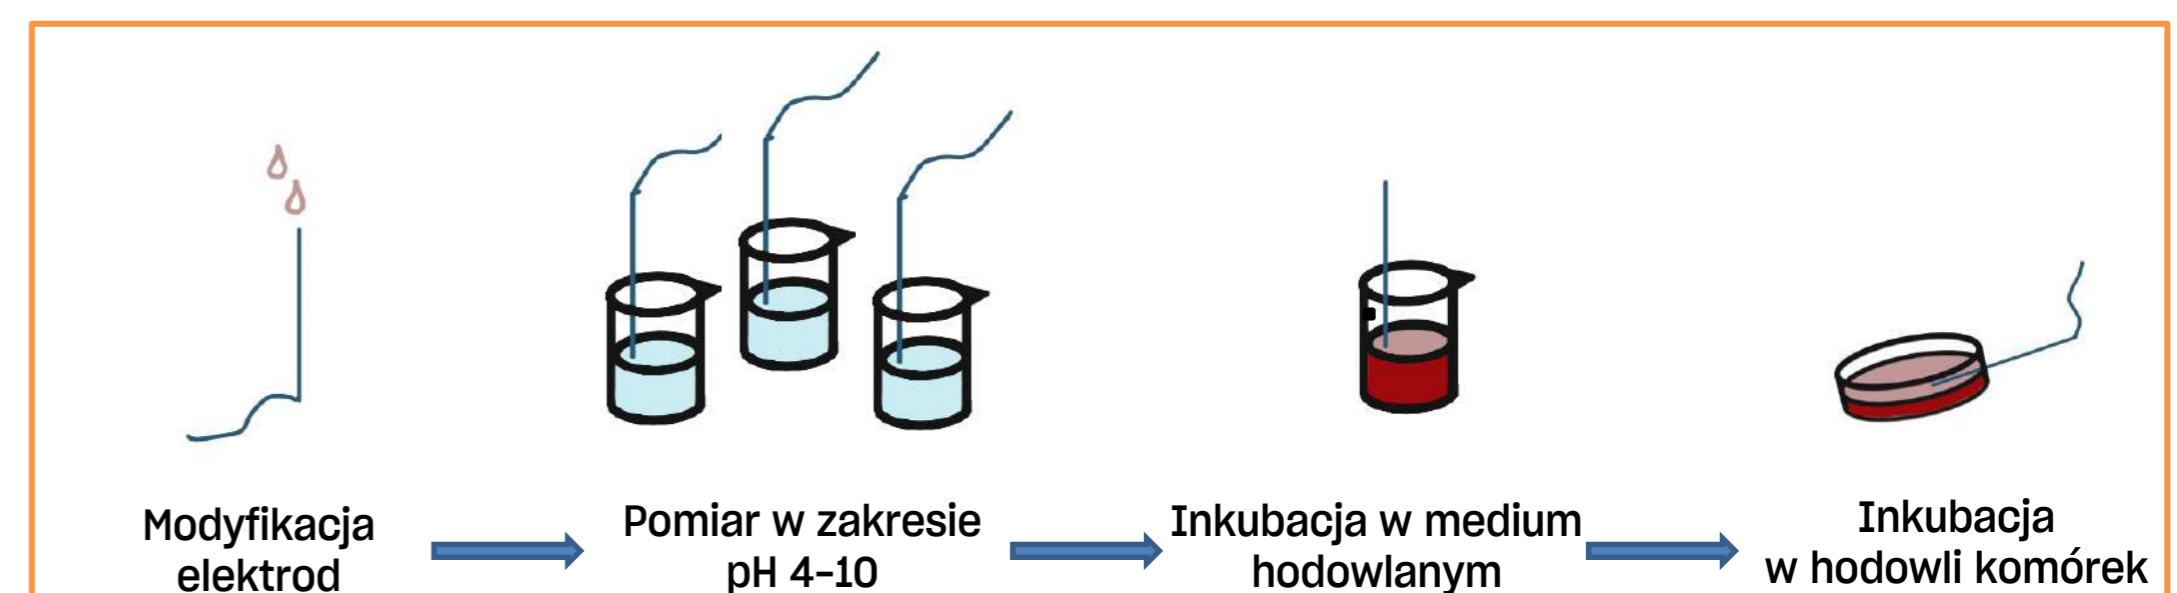 Modyfikacja
elektrod
Pomiar w zakresie
pH 4-10
Inkubacja w medium
hodowlanym
Inkubacja
w hodowli komórek